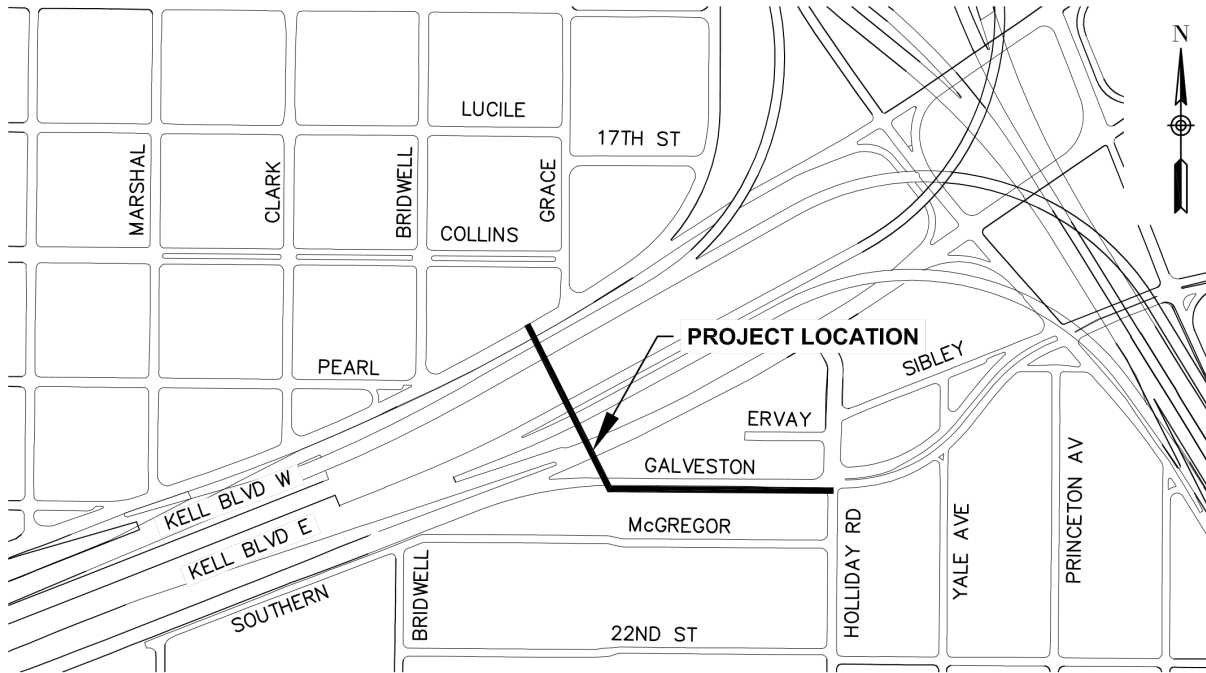 N
LUCILE
17TH ST
MARSHAL
CLARK
BRIDWELL
GRACE
COLLINS
PROJECT LOCATION
PEARL
SIBLEY
ERVAY
GALVESTON
KELL BLVD W
McGREGOR
KELL BLVD E
HOLLIDAY RD
YALE AVE
PRINCETON AV
SOUTHERN
BRIDWELL
22ND ST